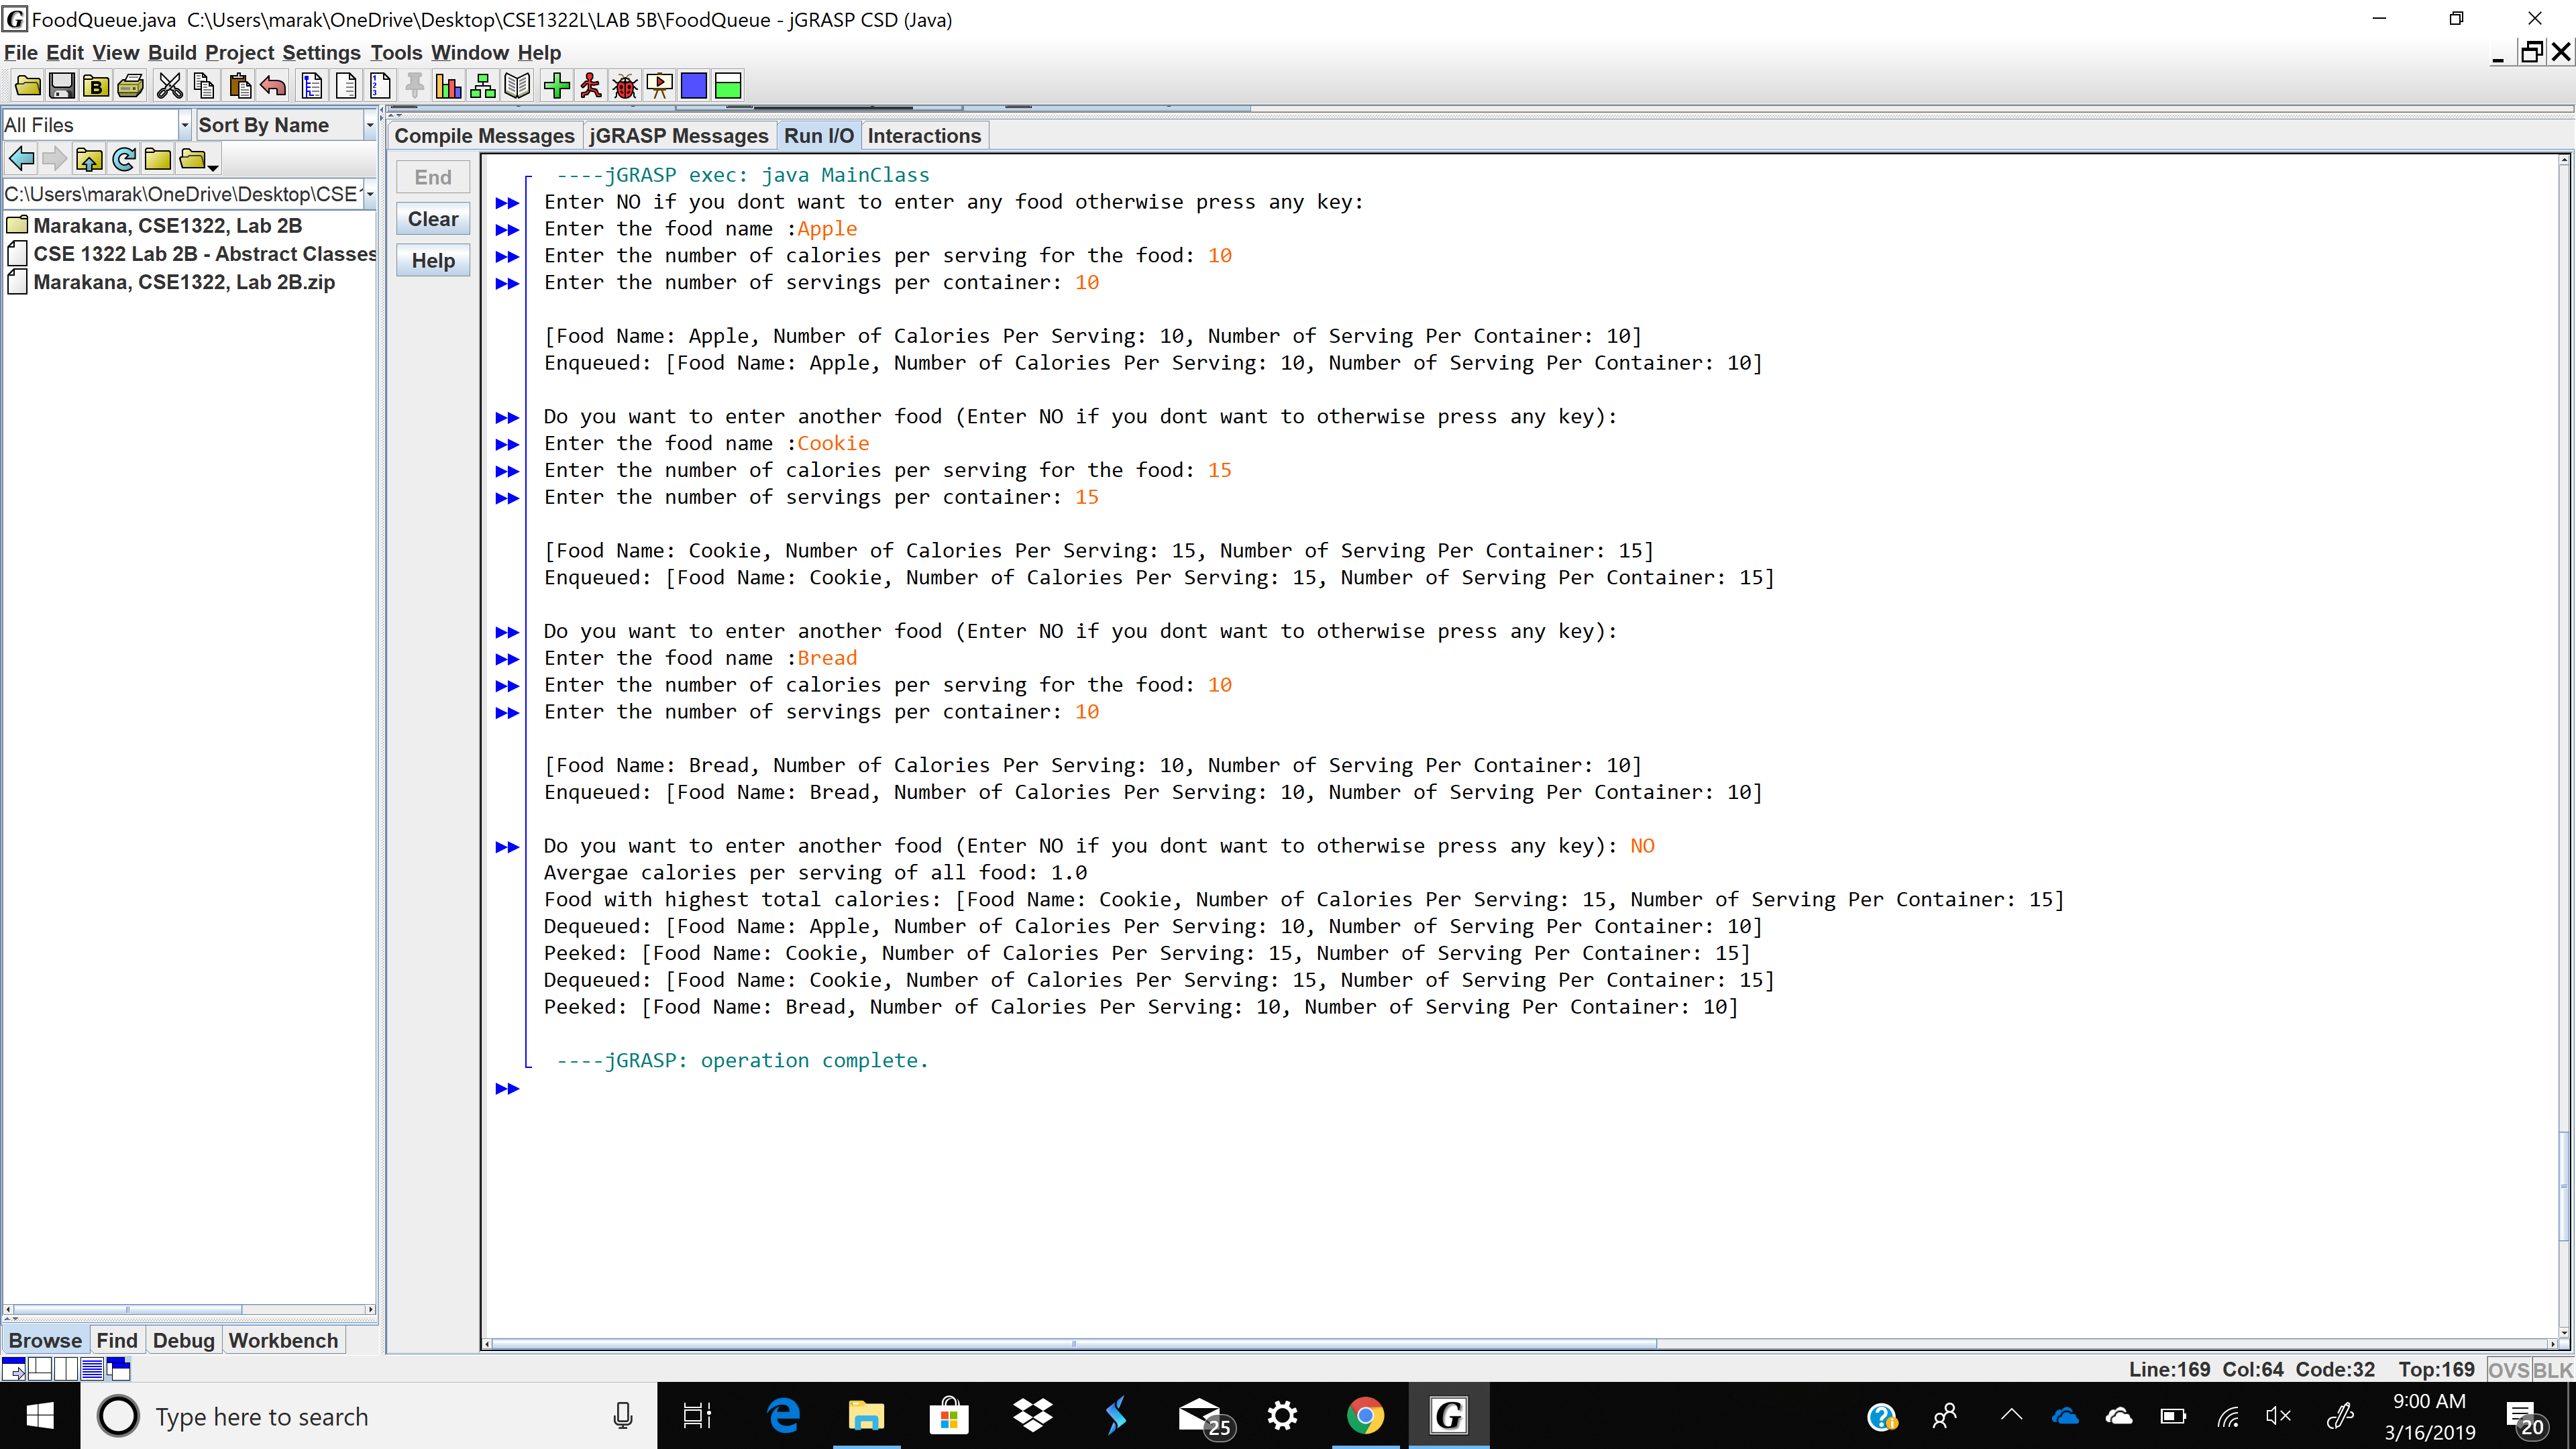 FoodQueue.java C:\Users\marak\OneDrive\Desktop\CSE1322L\LAB 5B\FoodQueue - jGRASP CSD (Java)
File Edit View Build Project Settings Tools Window Help
All Files
Sort By Name
C:\Users\marak\OneDrive\Desktop\CSE
Marakana, CSE1322, Lab 2B
CSE 1322 Lab 2B - Abstract Classes
Marakana, CSE1322, Lab 2B.zip
Browse Find Debug Workbench
Compile Messages jGRASP Messages Run I/O Interactions
End
Clear
Help
----jGRASP exec: java MainClass
Enter NO if you dont want to enter any food otherwise press any key:
Enter the food name :Apple
Enter the number of calories per serving for the food: 10
Enter the number of servings per container: 10
[Food Name: Apple, Number of Calories Per Serving: 10, Number of Serving Per Container: 10]
Enqueued: [Food Name: Apple, Number of Calories Per Serving: 10, Number of Serving Per Container: 10]
Do you want to enter another food (Enter NO if you dont want to otherwise press any key):
Enter the food name :Cookie
Enter the number of calories per serving for the food: 15
Enter the number of servings per container: 15
[Food Name: Cookie, Number of Calories Per Serving: 15, Number of Serving Per Container: 15]
Enqueued: [Food Name: Cookie, Number of Calories Per Serving: 15, Number of Serving Per Container: 15]
Do you want to enter another food (Enter NO if you dont want to otherwise press any key):
Enter the food name :Bread
Enter the number of calories per serving for the food: 10
Enter the number of servings per container: 10
[Food Name: Bread, Number of Calories Per Serving: 10, Number of Serving Per Container: 10]
Enqueued: [Food Name: Bread, Number of Calories Per Serving: 10, Number of Serving Per Container: 10]
Do you want to enter another food (Enter NO if you dont want to otherwise press any key): NO
Avergae calories per serving of all food: 1.0
Food with highest total calories: [Food Name: Cookie, Number of Calories Per Serving: 15, Number of Serving Per Container: 15]
Dequeued: [Food Name: Apple, Number of Calories Per Serving: 10, Number of Serving Per Container: 10]
Peeked: [Food Name: Cookie, Number of Calories Per Serving: 15, Number of Serving Per Container: 15]
Dequeued: [Food Name: Cookie, Number of Calories Per Serving: 15, Number of Serving Per Container: 15]
Peeked: [Food Name: Bread, Number of Calories Per Serving: 10, Number of Serving Per Container: 10]
----jGRASP: operation complete.
Line:169 Col:64 Code:32 Top:169 OVS BLK
Type here to search
25
9:00 AM
3/16/2019
20